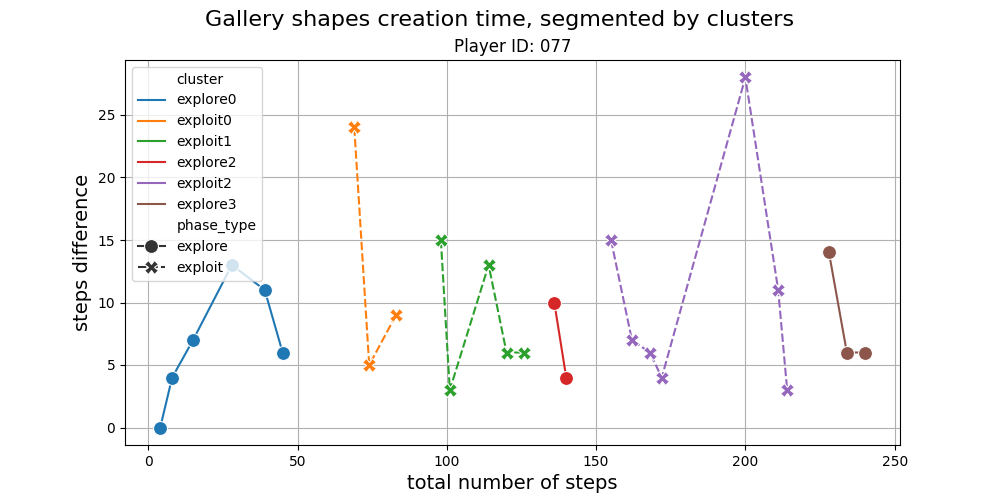 Gallery shapes creation time, segmented by clusters
Player ID: 077
steps difference
25
20
15
10
5
0
cluster
explore0
exploit0
exploit1
explore2
exploit2
explore3
phase_type
explore
exploit
0
50
100
150
200
250
total number of steps